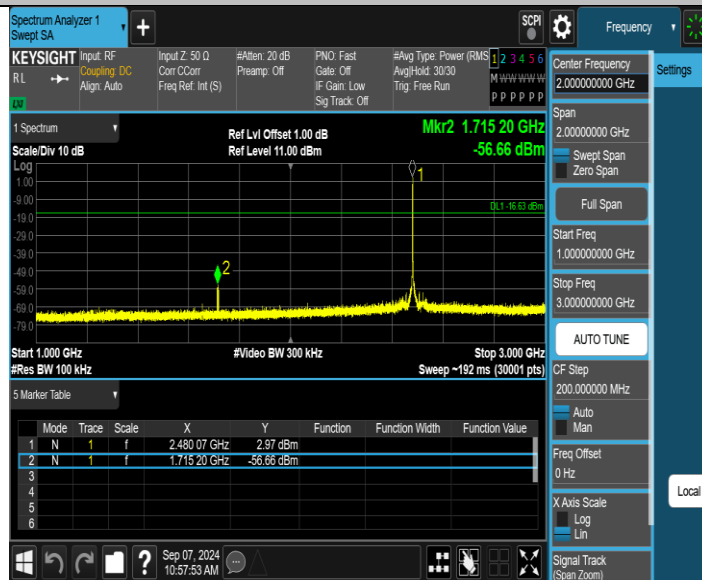 Spectrum Analyzer 1
Swept SA
+
SCPI
Frequency
KEYSIGHT
RL
LXI
Input: RF
Coupling: DC
Align: Auto
Input Z: 50 Ω
Corr CCorr
Freq Ref: Int (S)
#Atten: 20 dB
Preamp: Off
PNO: Fast
Gate: Off
IF Gain: Low
Sig Track: Off
#Avg Type: Power (RMS
Avg|Hold: 30/30
Trig: Free Run
1 2 3 4 5 6
M W W W W W
P P P P P P
1 Spectrum
Scale/Div 10 dB
Ref Lvl Offset 1.00 dB
Ref Level 11.00 dBm
Mkr2 1.715 20 GHz
-56.66 dBm
Log
1.00
-9.00
-19.0
-29.0
-39.0
-49.0
-59.0
-69.0
-79.0
1
DL1 -16.63 dBm
2
Start 1.000 GHz
#Video BW 300 kHz
Stop 3.000 GHz
#Res BW 100 kHz
Sweep ~192 ms (30001 pts)
5 Marker Table
Mode Trace Scale X Y Function Function Width Function Value
1 N 1 f 2.480 07 GHz 2.97 dBm
2 N 1 f 1.715 20 GHz -56.66 dBm
3
4
5
6
?
Sep 07, 2024
10:57:53 AM
Center Frequency
2.00000000 GHz
Settings
Span
2.00000000 GHz
Swept Span
Zero Span
Full Span
Start Freq
1.000000000 GHz
Stop Freq
3.000000000 GHz
AUTO TUNE
CF Step
200.000000 MHz
Auto
Man
Freq Offset
0 Hz
X Axis Scale
Log
Lin
Local
Signal Track
(Span Zoom)